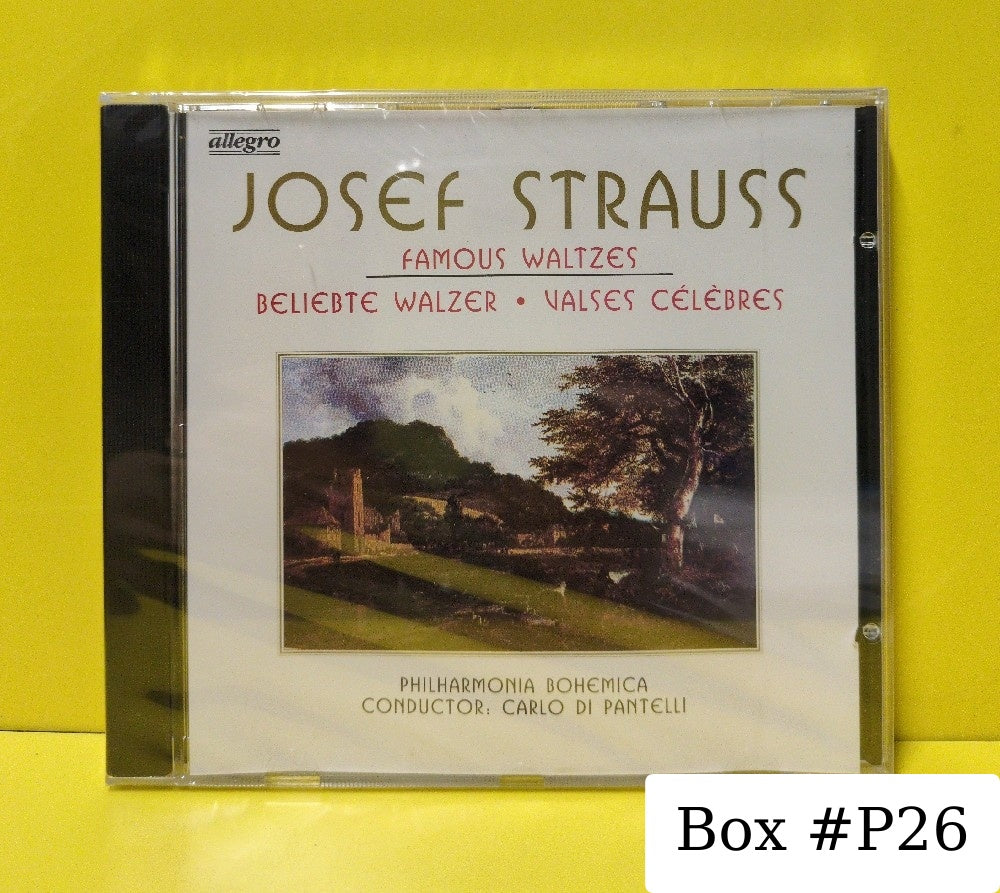 allegro
JOSEF STRAUSS
FAMOUS WALTZES
BELIEBTE WALZER • VALSES CÉLÈBRES
PHILHARMONIA BOHEMICA
CONDUCTOR: CARLO DI PANTELLI
Box #P26